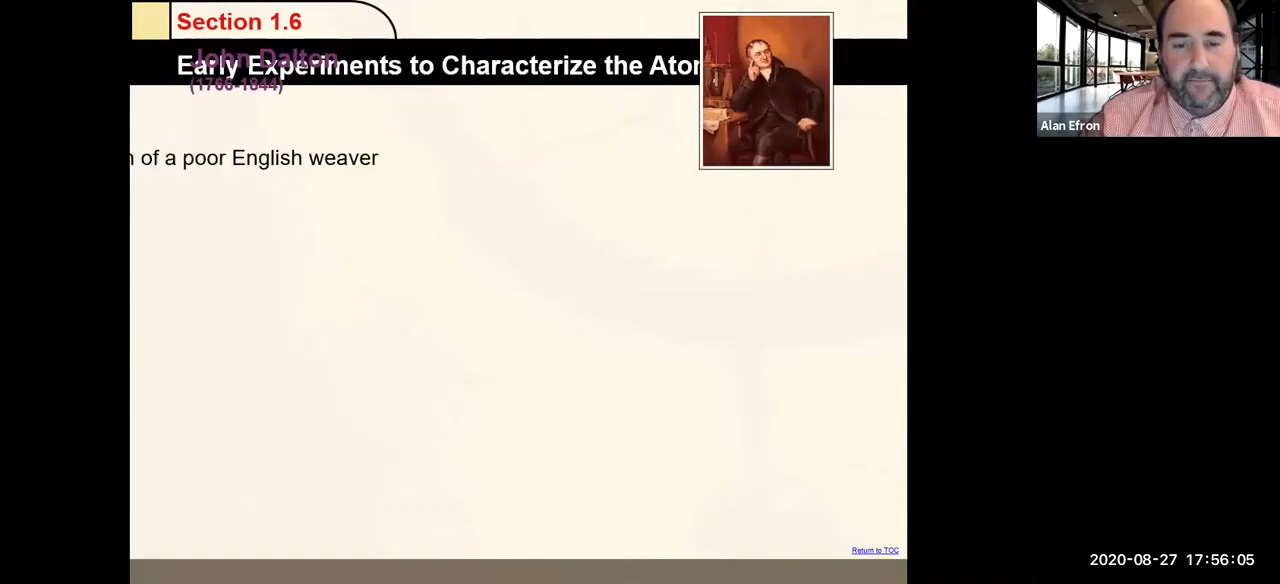 Section 1.6
John Dalton
Early Experiments to Characterize the Ato
(1766-1844)
of a poor English weaver
Alan Efron
Return to TOC
2020-08-27 17:56:05